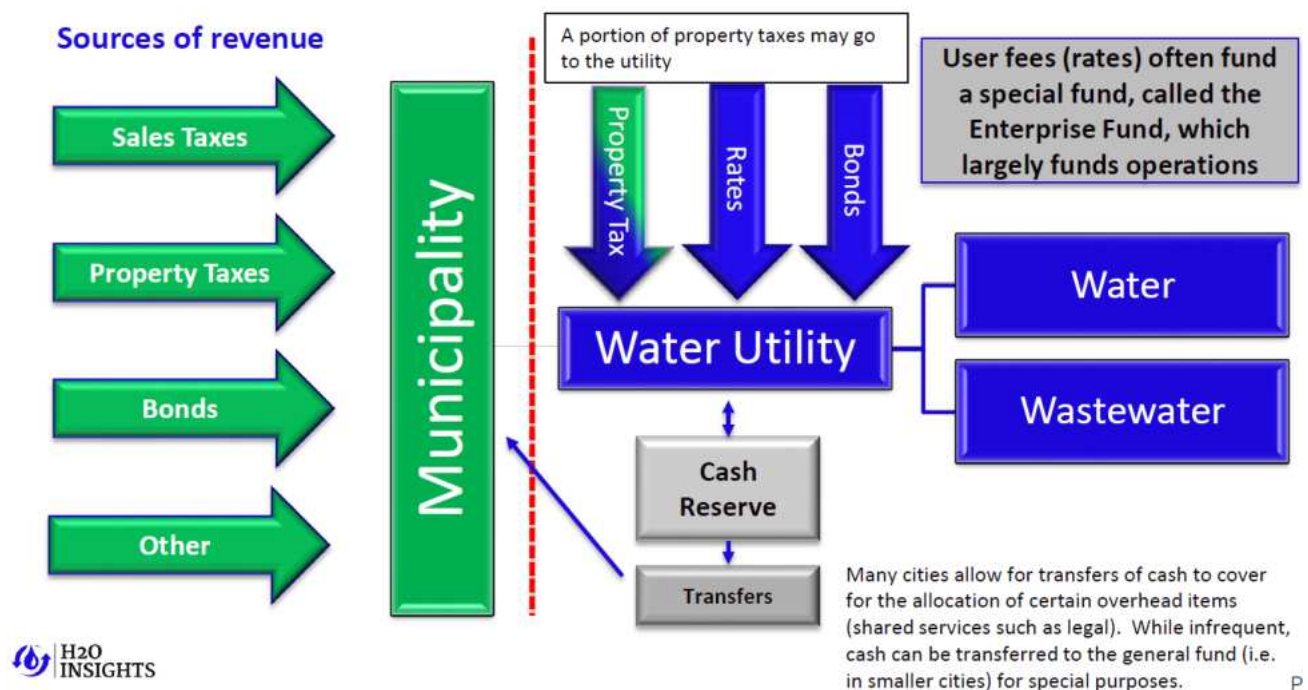 Sources of revenue
Sales Taxes
Property Taxes
Bonds
Other
Municipality
A portion of property taxes may go
to the utility
Property Tax
Rates
Bonds
User fees (rates) often fund
a special fund, called the
Enterprise Fund, which
largely funds operations
Water Utility
Water
Wastewater
Cash
Reserve
Transfers
Many cities allow for transfers of cash to cover
for the allocation of certain overhead items
(shared services such as legal).  While infrequent,
cash can be transferred to the general fund (i.e.
in smaller cities) for special purposes.
H2O
INSIGHTS
P